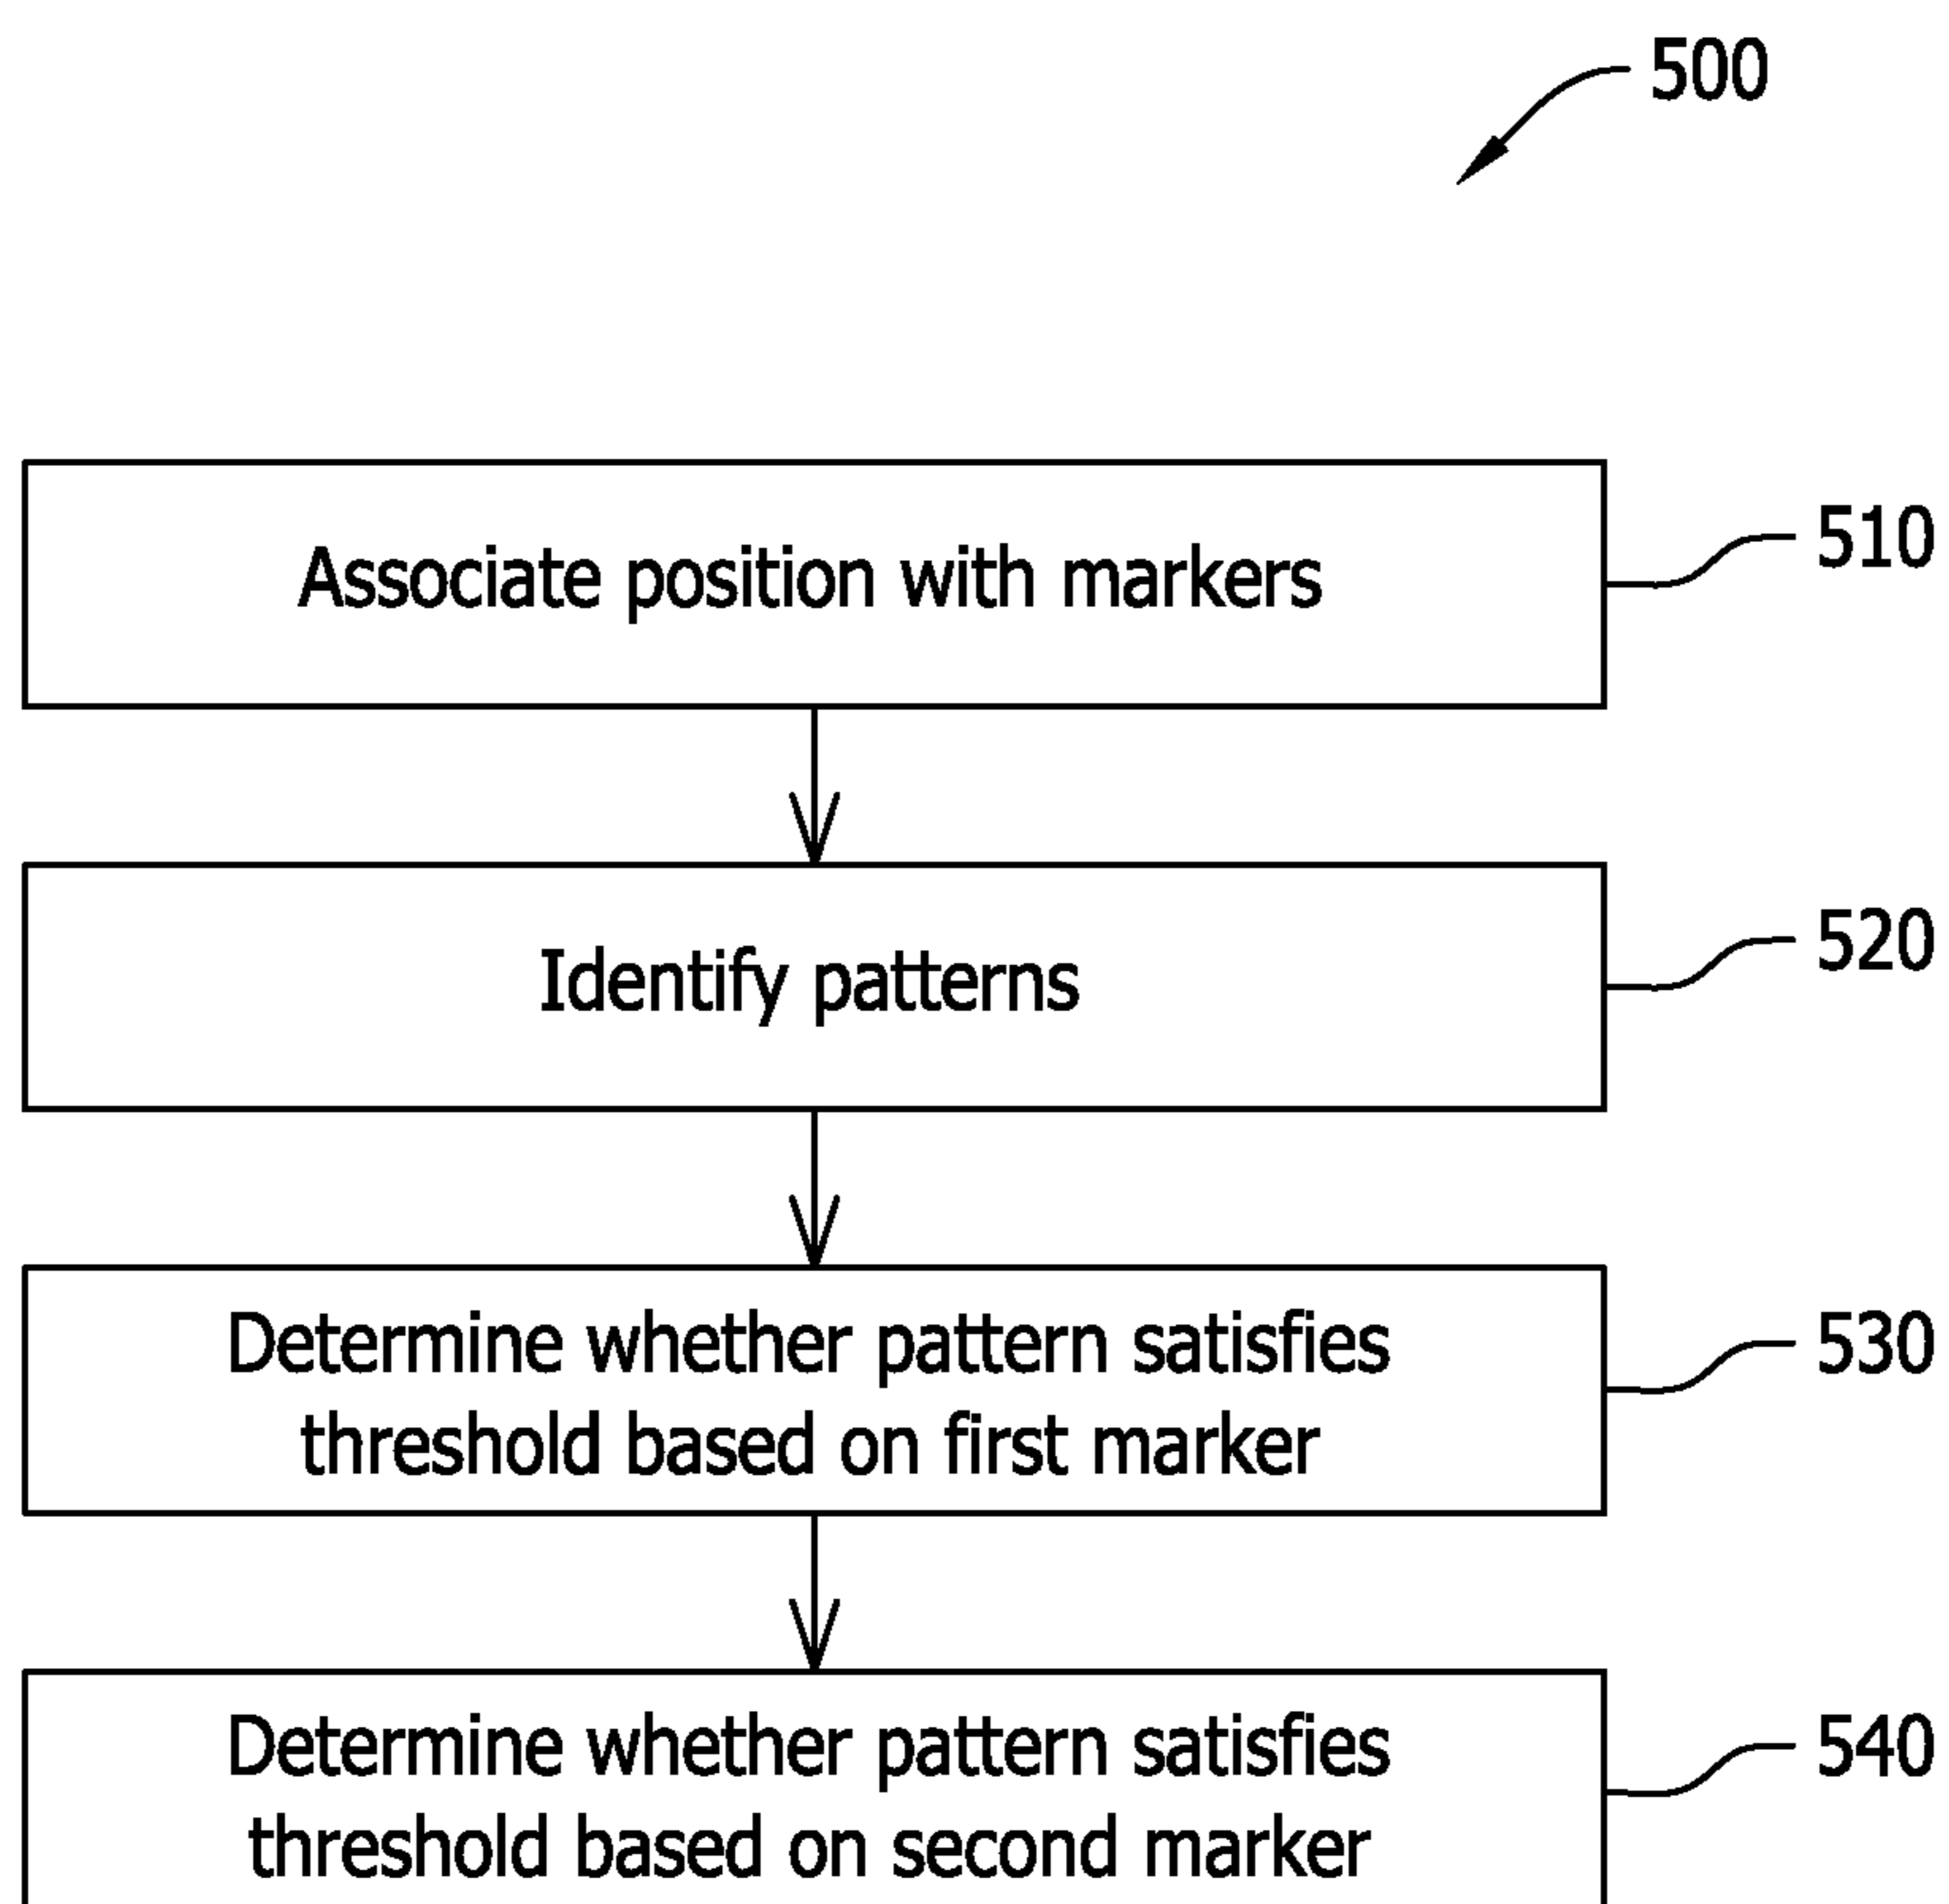 500
Associate position with markers
510
Identify patterns
520
Determine whether pattern satisfies
threshold based on first marker
530
Determine whether pattern satisfies
threshold based on second marker
540